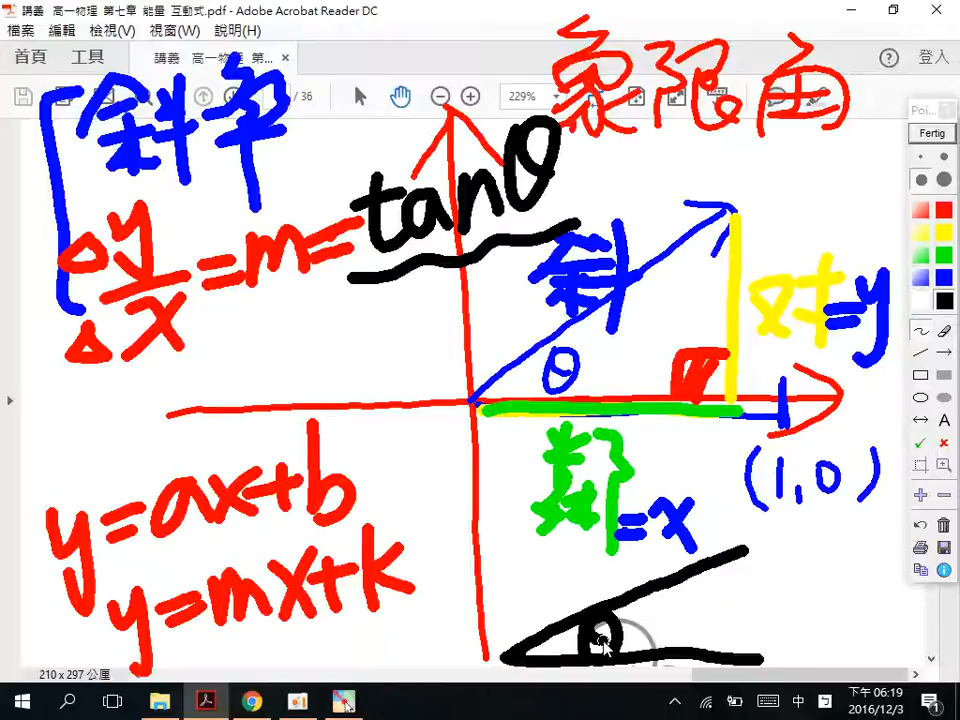 講義 高一物理 第七章 能量 互動式.pdf - Adobe Acrobat Reader DC
檔案 編輯 檢視(V) 視窗(W) 說明(H)
首頁 工具 講義 高一物理 第... × 登入
/ 36 229%
Poi...
Fertig
象限角
斜率
tanθ
Δy/Δx=m=
斜
对=y
θ
(1,0)
鄰=x
y=ax+b
y=mx+k
θ
A
210 x 297 公厘
中
下午 06:19
2016/12/3
1